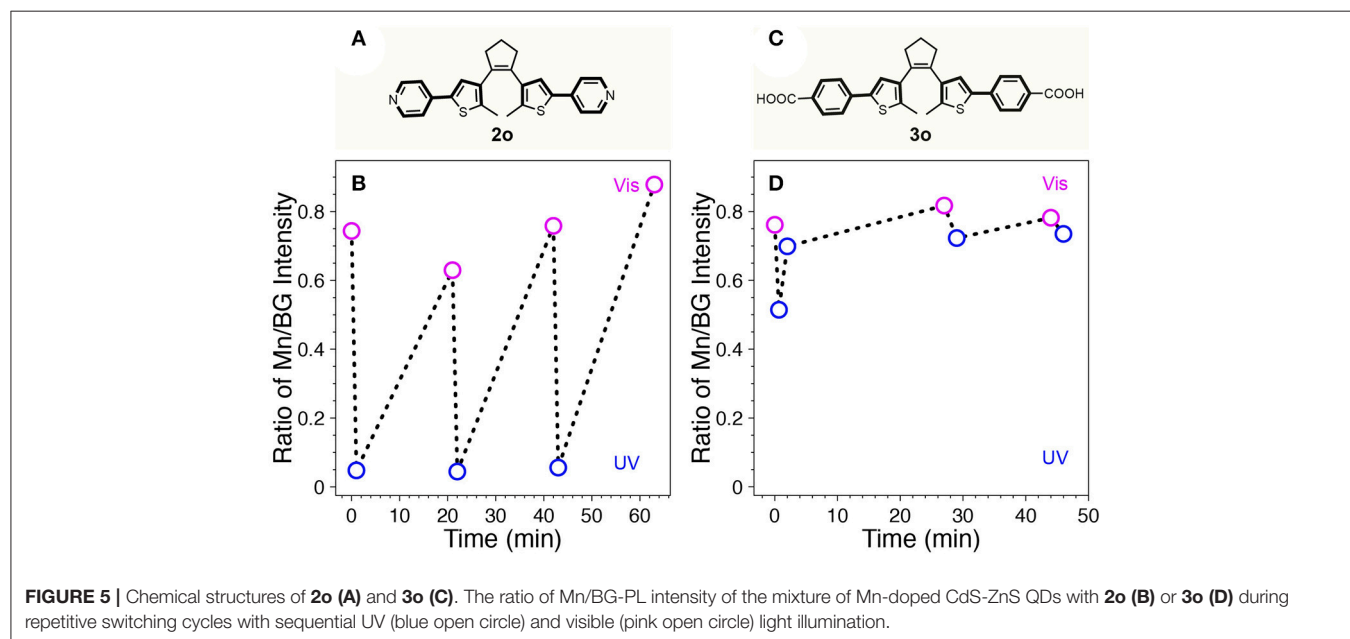 A
N
S
S
N
2o
C
HOOC
S
S
COOH
3o
B
Vis
UV
Ratio of Mn/BG Intensity
0.8
0.6
0.4
0.2
0
0 10 20 30 40 50 60
Time (min)
D
Vis
UV
Ratio of Mn/BG Intensity
0.8
0.6
0.4
0.2
0
0 10 20 30 40 50
Time (min)
FIGURE 5 | Chemical structures of 2o (A) and 3o (C). The ratio of Mn/BG-PL intensity of the mixture of Mn-doped CdS-ZnS QDs with 2o (B) or 3o (D) during
repetitive switching cycles with sequential UV (blue open circle) and visible (pink open circle) light illumination.